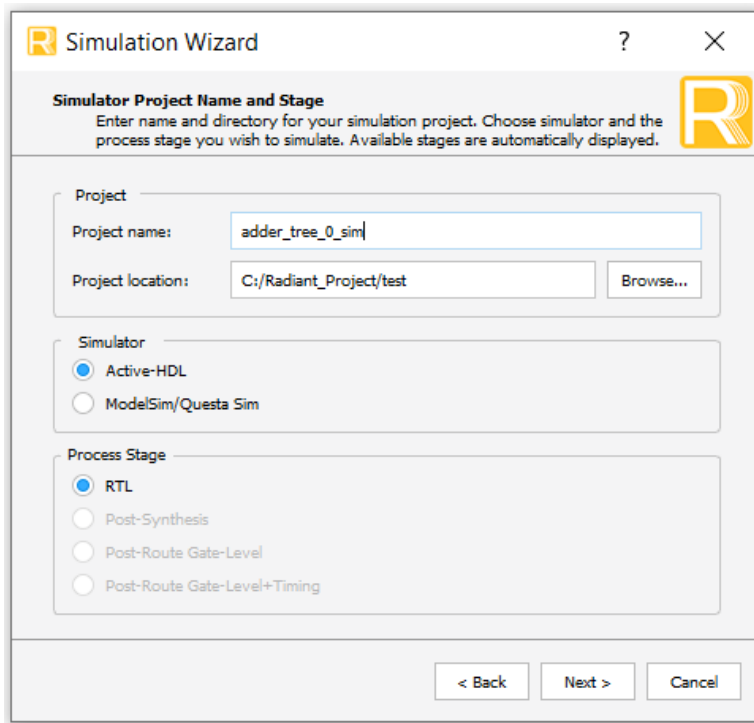 Simulation Wizard ? X
Simulator Project Name and Stage
Enter name and directory for your simulation project. Choose simulator and the
process stage you wish to simulate. Available stages are automatically displayed.
Project
Project name: adder_tree_0_sim
Project location: C:/Radiant_Project/test Browse...
Simulator
Active-HDL
ModelSim/Questa Sim
Process Stage
RTL
Post-Synthesis
Post-Route Gate-Level
Post-Route Gate-Level+Timing
< Back Next > Cancel